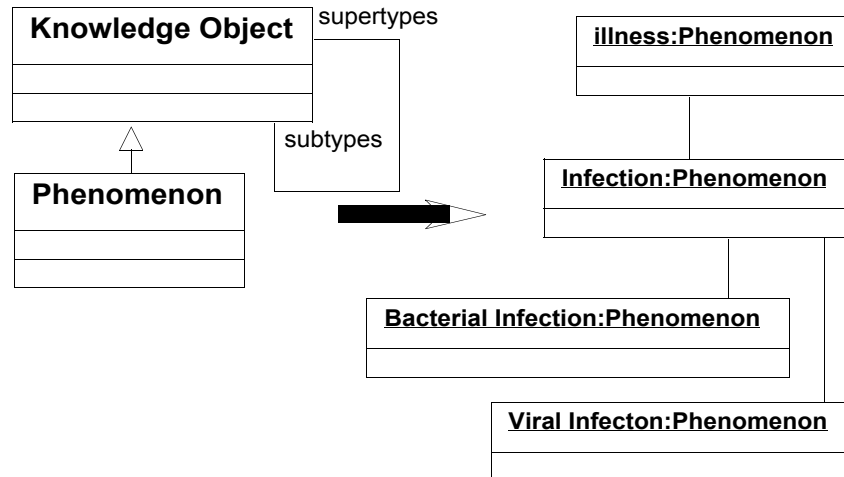 Knowledge Object
supertypes
subtypes
Phenomenon
illness:Phenomenon
Infection:Phenomenon
Bacterial Infection:Phenomenon
Viral Infecton:Phenomenon